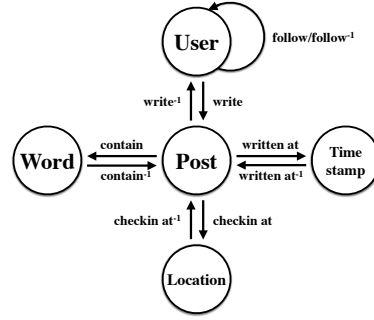 User
follow/follow⁻¹
write⁻¹
write
Word
contain
contain⁻¹
Post
written at
written at⁻¹
Time
stamp
checkin at⁻¹
checkin at
Location